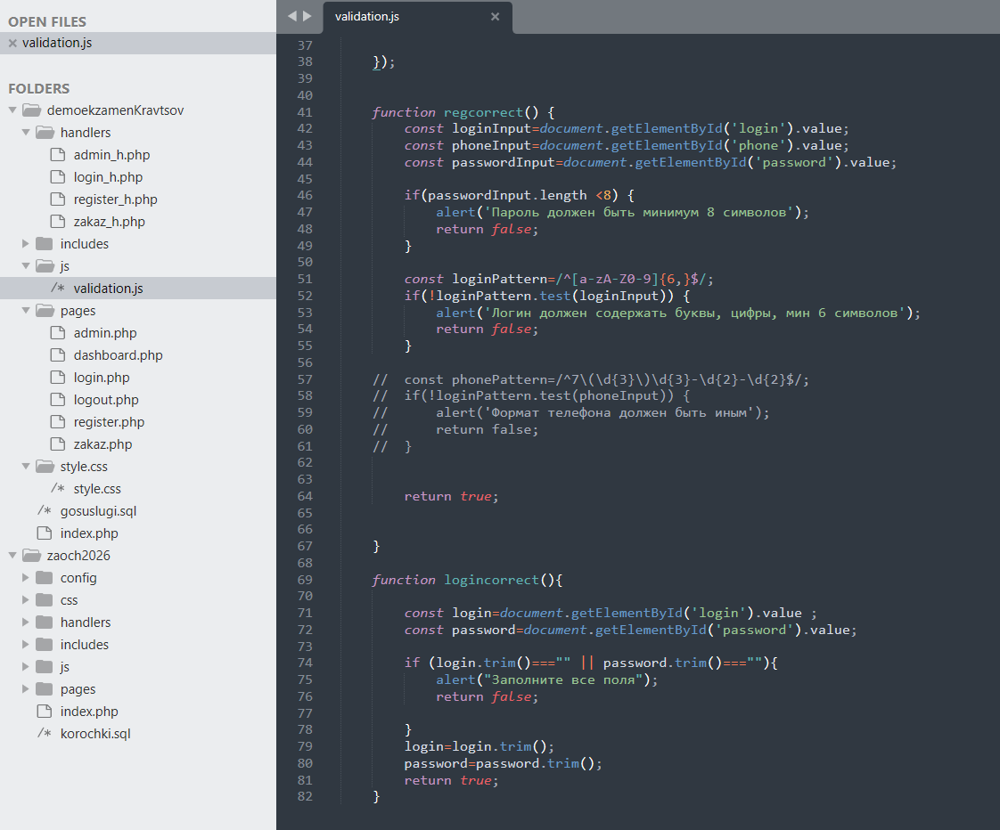 OPEN FILES
validation.js
FOLDERS
demoekzamenKravtsov
handlers
admin_h.php
login_h.php
register_h.php
zakaz_h.php
includes
js
/* validation.js
pages
admin.php
dashboard.php
login.php
logout.php
register.php
zakaz.php
style.css
/* style.css
/* gosuslugi.sql
index.php
zaoch2026
config
css
handlers
includes
js
pages
index.php
/* korochki.sql
validation.js
37
38 });
39
40
41 function regcorrect() {
42 const loginInput=document.getElementById('login').value;
43 const phoneInput=document.getElementById('phone').value;
44 const passwordInput=document.getElementById('password').value;
45
46 if(passwordInput.length <8) {
47 alert('Пароль должен быть минимум 8 символов');
48 return false;
49 }
50
51 const loginPattern=/^[a-zA-Z0-9]{6,}$/;
52 if(!loginPattern.test(loginInput)) {
53 alert('Логин должен содержать буквы, цифры, мин 6 символов');
54 return false;
55 }
56
57 // const phonePattern=/^7\(\d{3}\)\d{3}-\d{2}-\d{2}$/;
58 // if(!loginPattern.test(phoneInput)) {
59 // alert('Формат телефона должен быть иным');
60 // return false;
61 // }
62
63
64 return true;
65
66
67 }
68
69 function logincorrect(){
70
71 const login=document.getElementById('login').value ;
72 const password=document.getElementById('password').value;
73
74 if (login.trim()==="" || password.trim()===""){
75 alert("Заполните все поля");
76 return false;
77
78 }
79 login=login.trim();
80 password=password.trim();
81 return true;
82 }